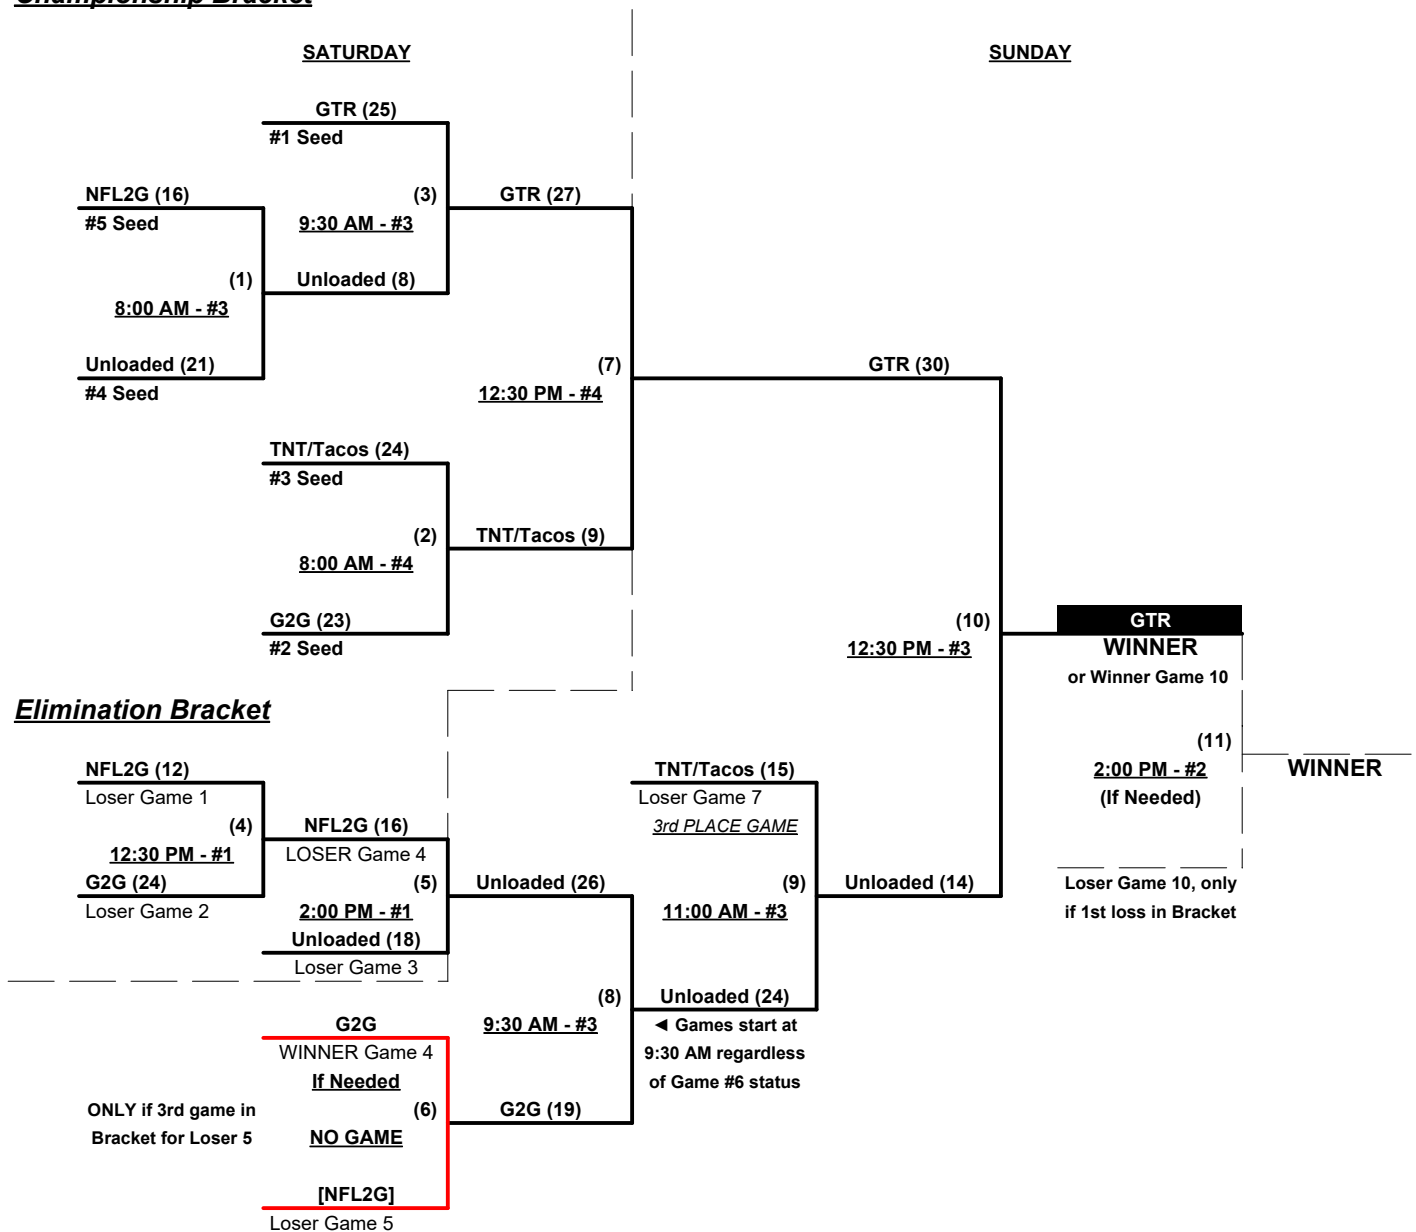 Championship Bracket
SATURDAY
SUNDAY
GTR (25)
#1 Seed
NFL2G (16)
(3)
GTR (27)
#5 Seed
9:30 AM - #3
(1)
Unloaded (8)
8:00 AM - #3
Unloaded (21)
(7)
GTR (30)
#4 Seed
12:30 PM - #4
TNT/Tacos (24)
#3 Seed
(2)
TNT/Tacos (9)
8:00 AM - #4
G2G (23)
(10)
GTR
#2 Seed
12:30 PM - #3
WINNER
or Winner Game 10
Elimination Bracket
(11)
NFL2G (12)
TNT/Tacos (15)
2:00 PM - #2
WINNER
Loser Game 1
Loser Game 7
(If Needed)
(4)
NFL2G (16)
3rd PLACE GAME
12:30 PM - #1
LOSER Game 4
G2G (24)
(5)
Unloaded (26)
(9)
Unloaded (14)
Loser Game 10, only
Loser Game 2
2:00 PM - #1
11:00 AM - #3
if 1st loss in Bracket
Unloaded (18)
Loser Game 3
(8)
Unloaded (24)
G2G
9:30 AM - #3
◄ Games start at
WINNER Game 4
9:30 AM regardless
If Needed
of Game #6 status
ONLY if 3rd game in
(6)
G2G (19)
Bracket for Loser 5
NO GAME
[NFL2G]
Loser Game 5